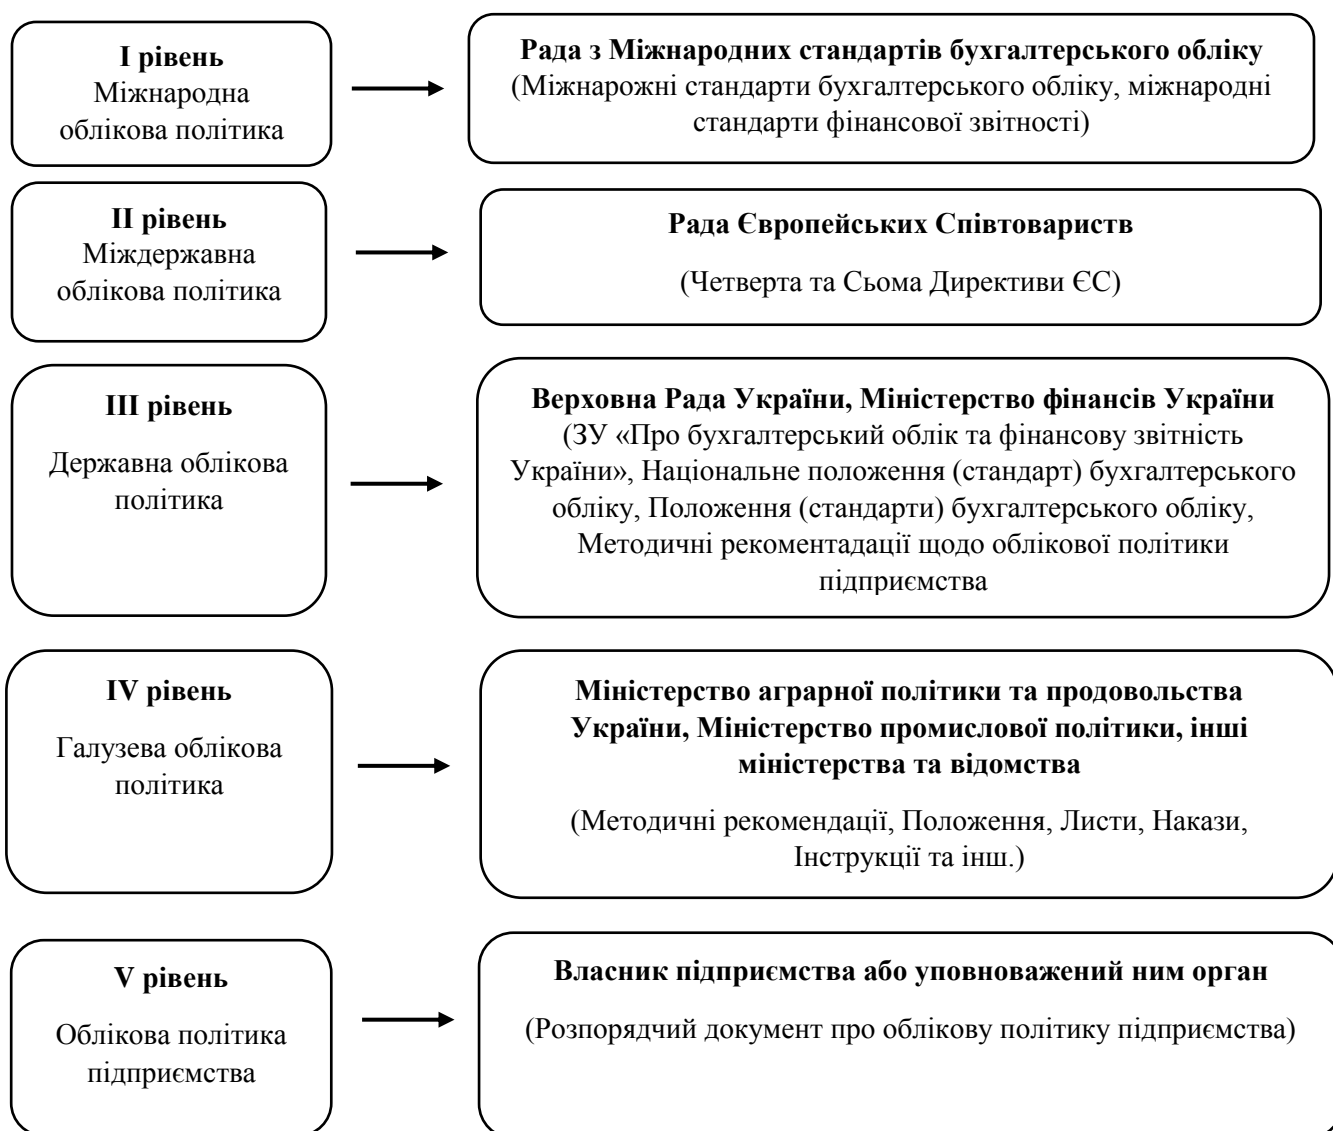 I рівень
Міжнародна
облікова політика
Рада з Міжнародних стандартів бухгалтерського обліку
(Міжнарожні стандарти бухгалтерського обліку, міжнародні
стандарти фінансової звітності)
II рівень
Міждержавна
облікова політика
Рада Європейських Співтовариств
(Четверта та Сьома Директиви ЄС)
III рівень
Державна облікова
політика
Верховна Рада України, Міністерство фінансів України
(ЗУ «Про бухгалтерський облік та фінансову звітність
України», Національне положення (стандарт) бухгалтерського
обліку, Положення (стандарти) бухгалтерського обліку,
Методичні рекоментадації щодо облікової політики
підприємства
IV рівень
Галузева облікова
політика
Міністерство аграрної політики та продовольства
України, Міністерство промислової політики, інші
міністерства та відомства
(Методичні рекомендації, Положення, Листи, Накази,
Інструкції та інш.)
V рівень
Облікова політика
підприємства
Власник підприємства або уповноважений ним орган
(Розпорядчий документ про облікову політику підприємства)